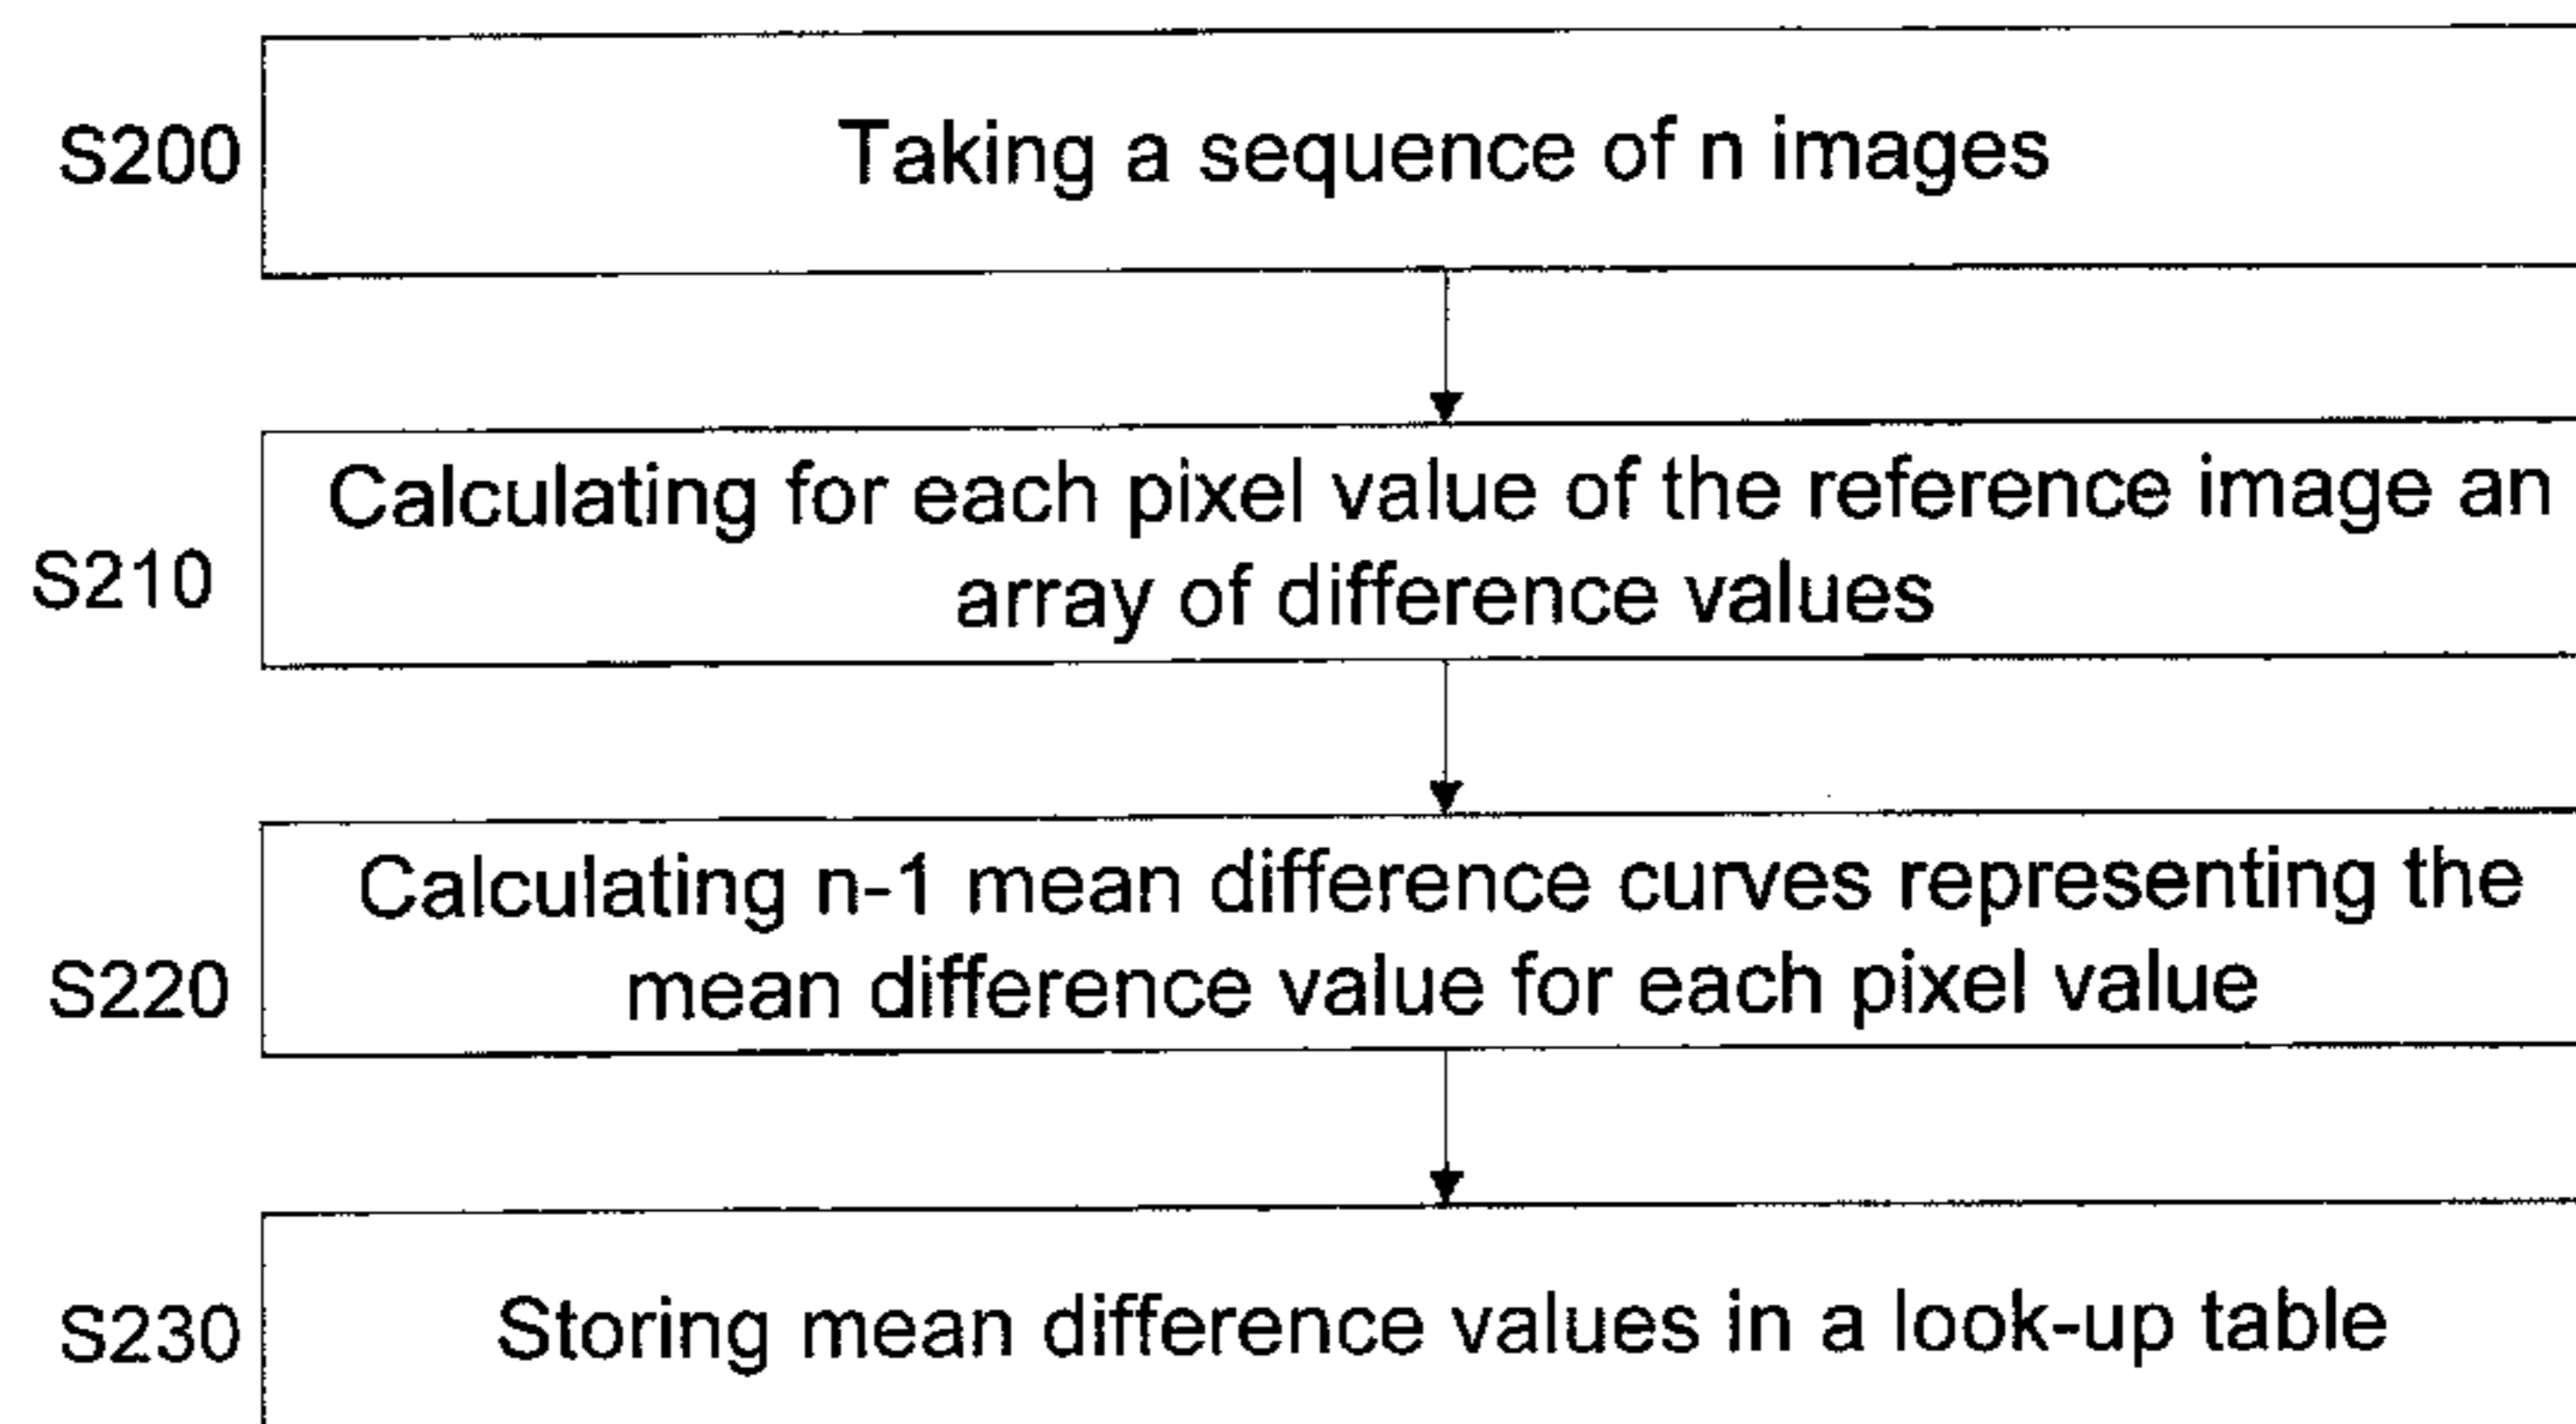 S200
Taking a sequence of n images
S210
Calculating for each pixel value of the reference image an
array of difference values
S220
Calculating n-1 mean difference curves representing the
mean difference value for each pixel value
S230
Storing mean difference values in a look-up table